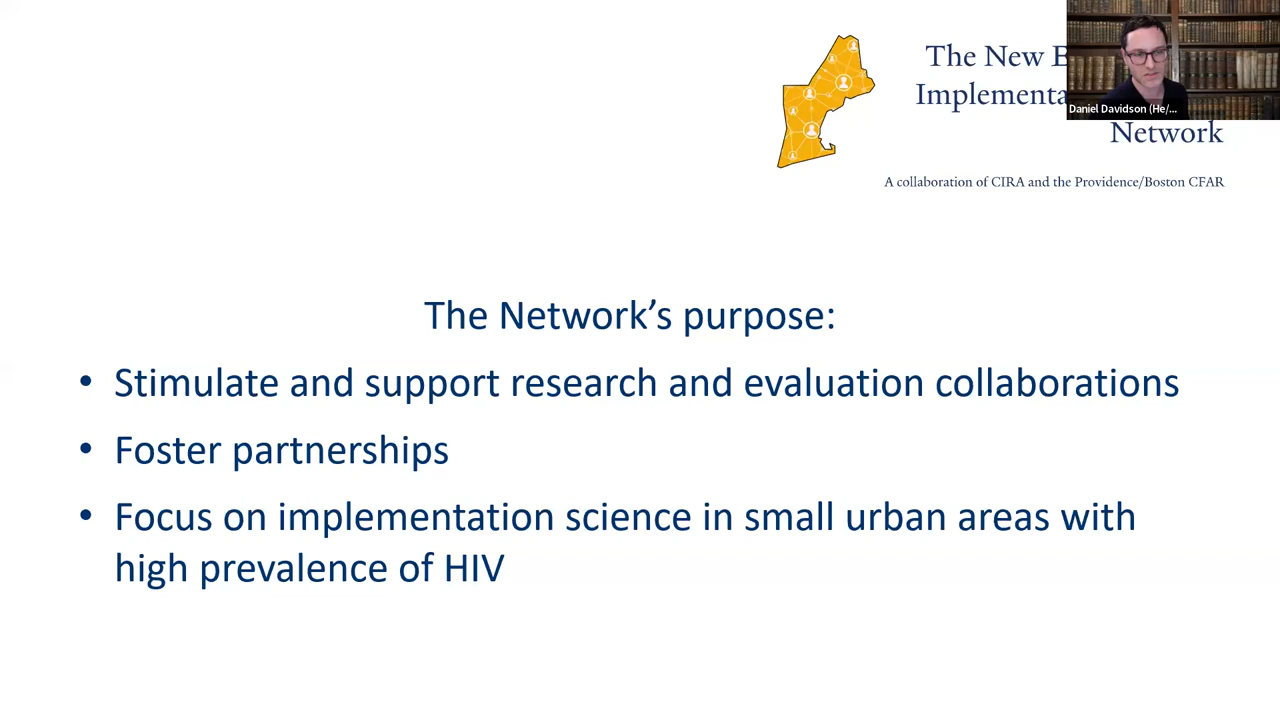 The New
Implementa
Network
Daniel Davidson (He/...
A collaboration of CIRA and the Providence/Boston CFAR
The Network’s purpose:
• Stimulate and support research and evaluation collaborations
• Foster partnerships
• Focus on implementation science in small urban areas with
high prevalence of HIV